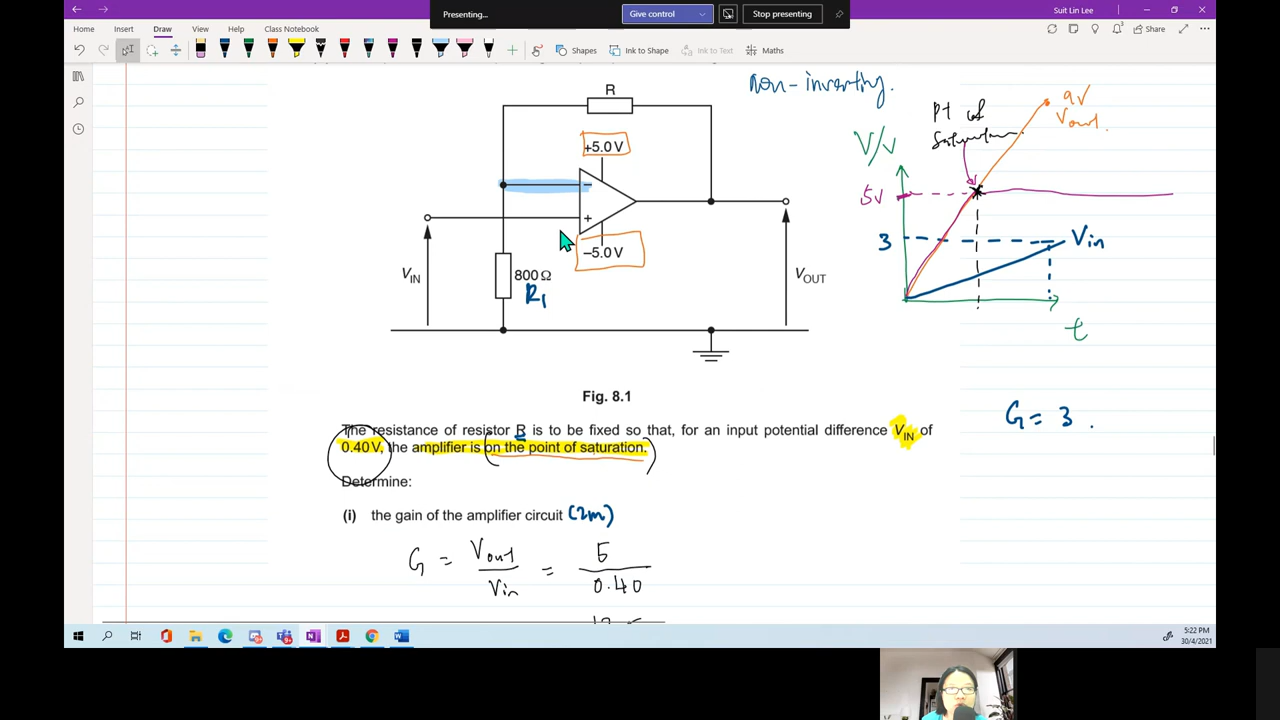 Presenting...
Give control
Stop presenting
Suit Lin Lee
Home Insert Draw View Help Class Notebook
Share
Shapes
Ink to Shape
Ink to Text
Maths
non-inverting.
R
+5.0 V
−
+
−5.0 V
V_IN
800 Ω
R₁
V_OUT
Fig. 8.1
pt of
saturation
9V
Vout.
V/V
5V
3
Vin
t
G = 3.
The resistance of resistor R is to be fixed so that, for an input potential difference V_IN of
0.40 V, the amplifier is on the point of saturation.
Determine:
(i) the gain of the amplifier circuit (2m)
G = Vout / Vin = 5 / 0.40
5:22 PM
30/4/2021